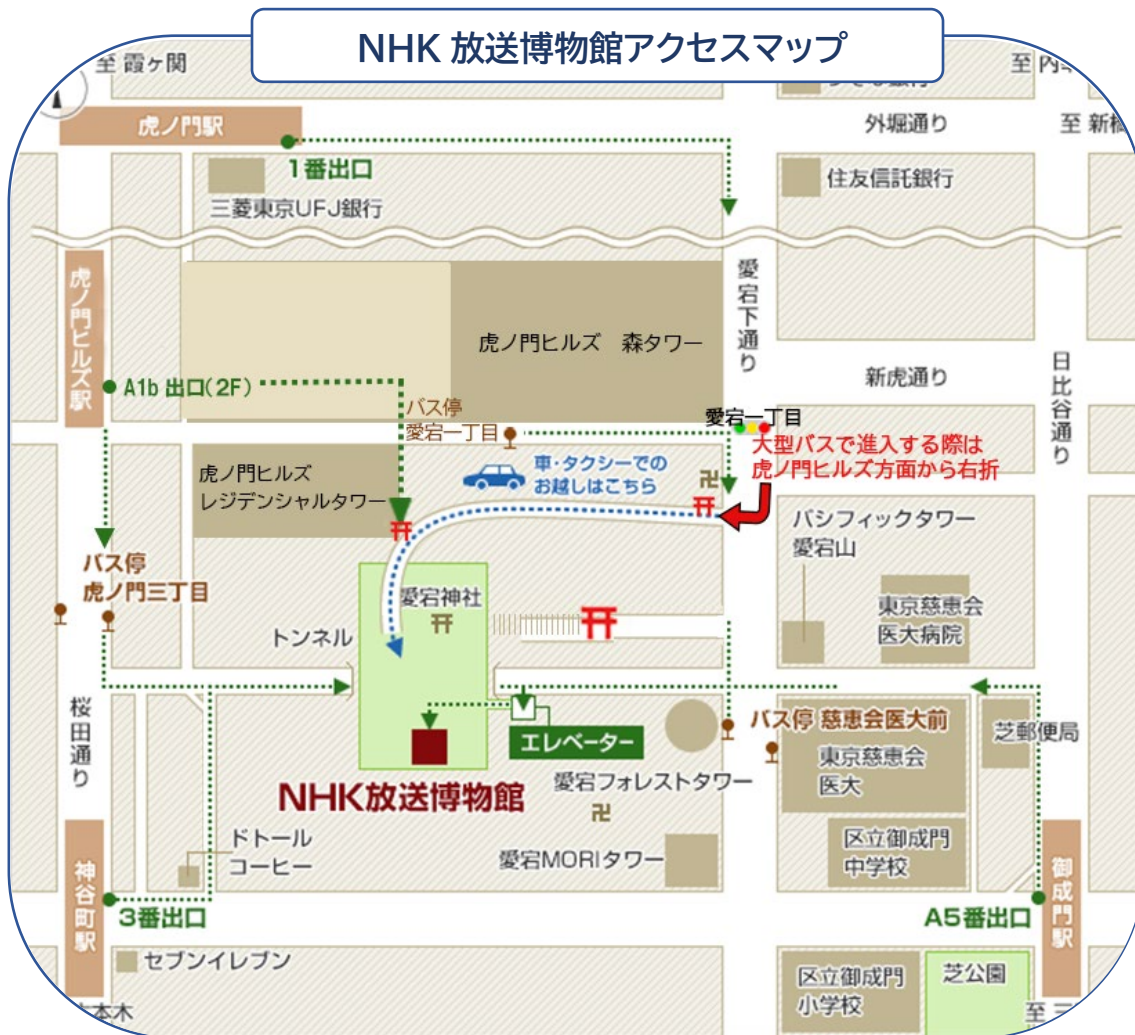 NHK 放送博物館アクセスマップ
至 霞ヶ関
至 内
虎ノ門駅
外堀通り
至 新橋
1番出口
三菱東京UFJ銀行
住友信託銀行
虎ノ門ヒルズ駅
愛宕下通り
虎ノ門ヒルズ 森タワー
日比谷通り
新虎通り
A1b 出口(2F)
バス停
愛宕一丁目
愛宕一丁目
大型バスで進入する際は
虎ノ門ヒルズ方面から右折
車・タクシーでの
お越しはこちら
虎ノ門ヒルズ
レジデンシャルタワー
パシフィックタワー
愛宕山
バス停
虎ノ門三丁目
愛宕神社
東京慈恵会
医大病院
トンネル
桜田通り
エレベーター
バス停 慈恵会医大前
芝郵便局
東京慈恵会
医大
愛宕フォレストタワー
NHK放送博物館
ドトール
コーヒー
愛宕MORIタワー
区立御成門
中学校
神谷町駅
御成門駅
3番出口
A5番出口
セブンイレブン
区立御成門
小学校
芝公園
本木
至 三